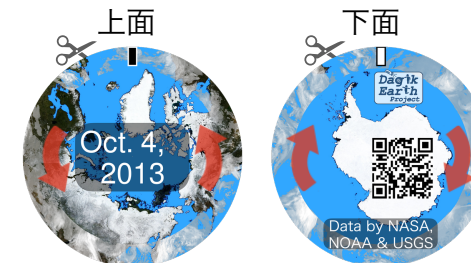 上面
下面
Dagik
Earth
Project
Oct. 4,
2013
Data by NASA,
NOAA & USGS